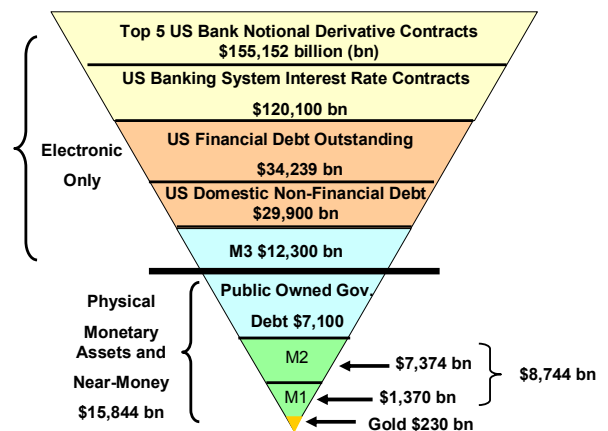 Top 5 US Bank Notional Derivative Contracts
$155,152 billion (bn)
US Banking System Interest Rate Contracts
$120,100 bn
US Financial Debt Outstanding
$34,239 bn
US Domestic Non-Financial Debt
$29,900 bn
M3 $12,300 bn
Electronic
Only
Public Owned Gov.
Debt $7,100
Physical
Monetary
Assets and
Near-Money
$15,844 bn
M2
$7,374 bn
M1
$1,370 bn
$8,744 bn
Gold $230 bn